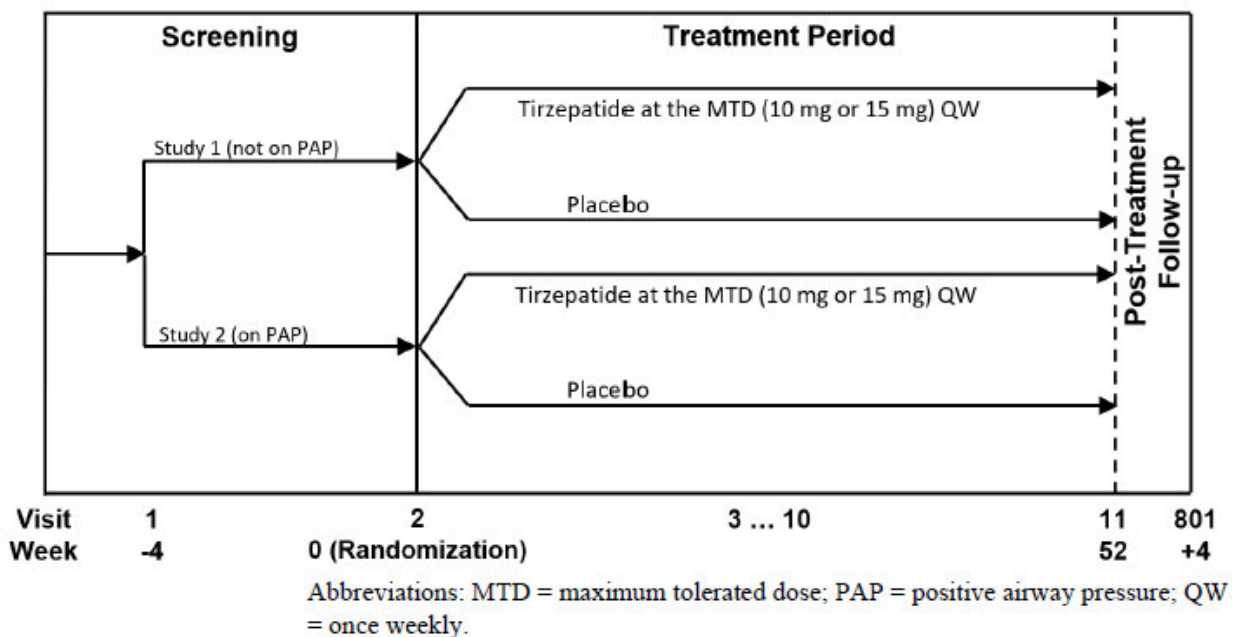 Screening
Treatment Period
Tirzepatide at the MTD (10 mg or 15 mg) QW
Study 1 (not on PAP)
Placebo
Tirzepatide at the MTD (10 mg or 15 mg) QW
Study 2 (on PAP)
Placebo
Post-Treatment
Follow-up
Visit 1 2 3 ... 10 11 801
Week -4 0 (Randomization) 52 +4
Abbreviations: MTD = maximum tolerated dose; PAP = positive airway pressure; QW
= once weekly.